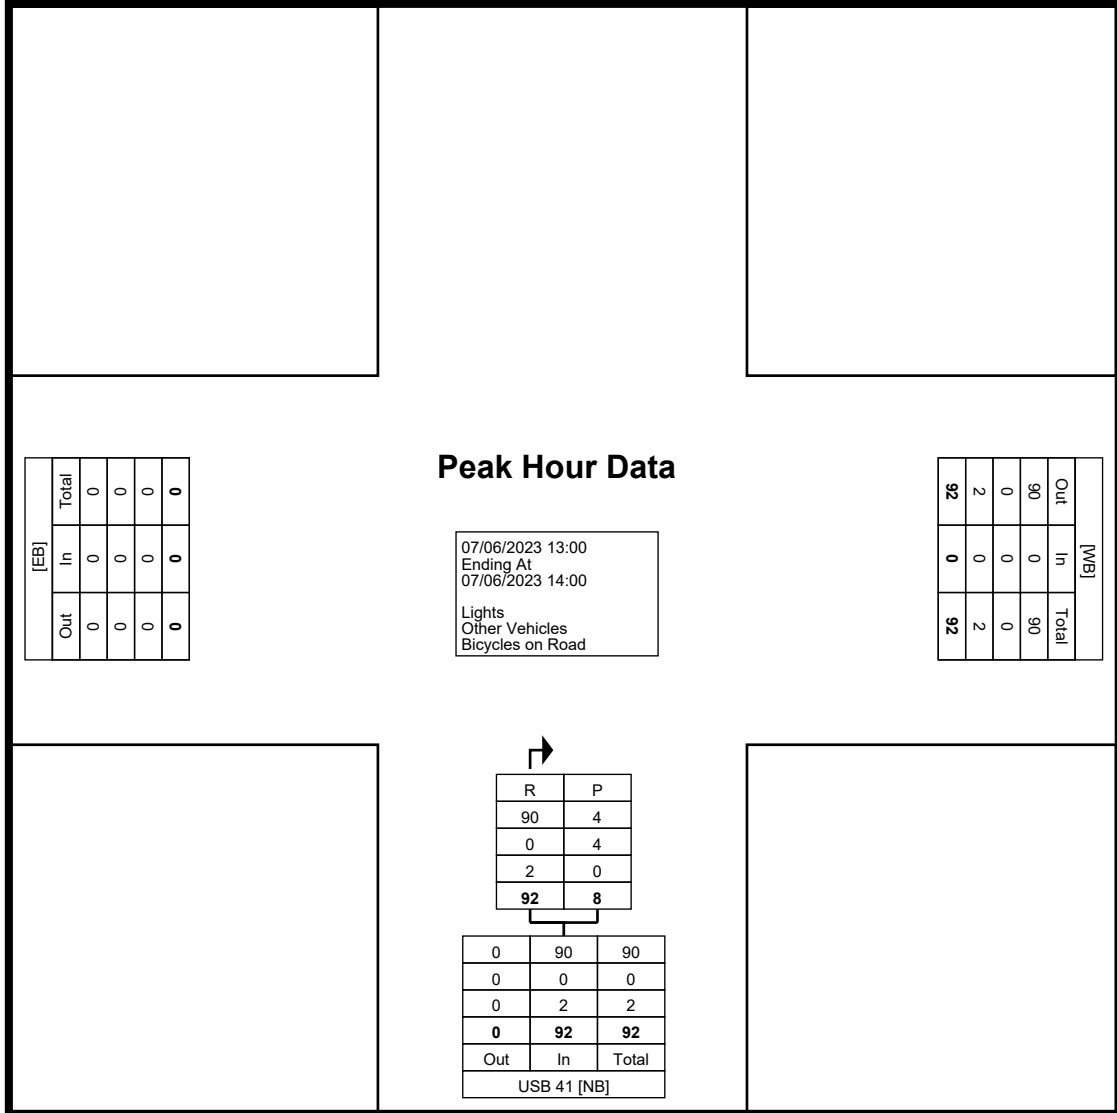 Peak Hour Data
07/06/2023 13:00
Ending At
07/06/2023 14:00
Lights
Other Vehicles
Bicycles on Road
[EB]
Total 0 0 0 0
In 0 0 0 0
Out 0 0 0 0
[WB]
Out In Total
90 0 90
0 0 0
2 0 2
92 0 92
R P
90 4
0 4
2 0
92 8
0 90 90
0 0 0
0 2 2
0 92 92
Out In Total
USB 41 [NB]